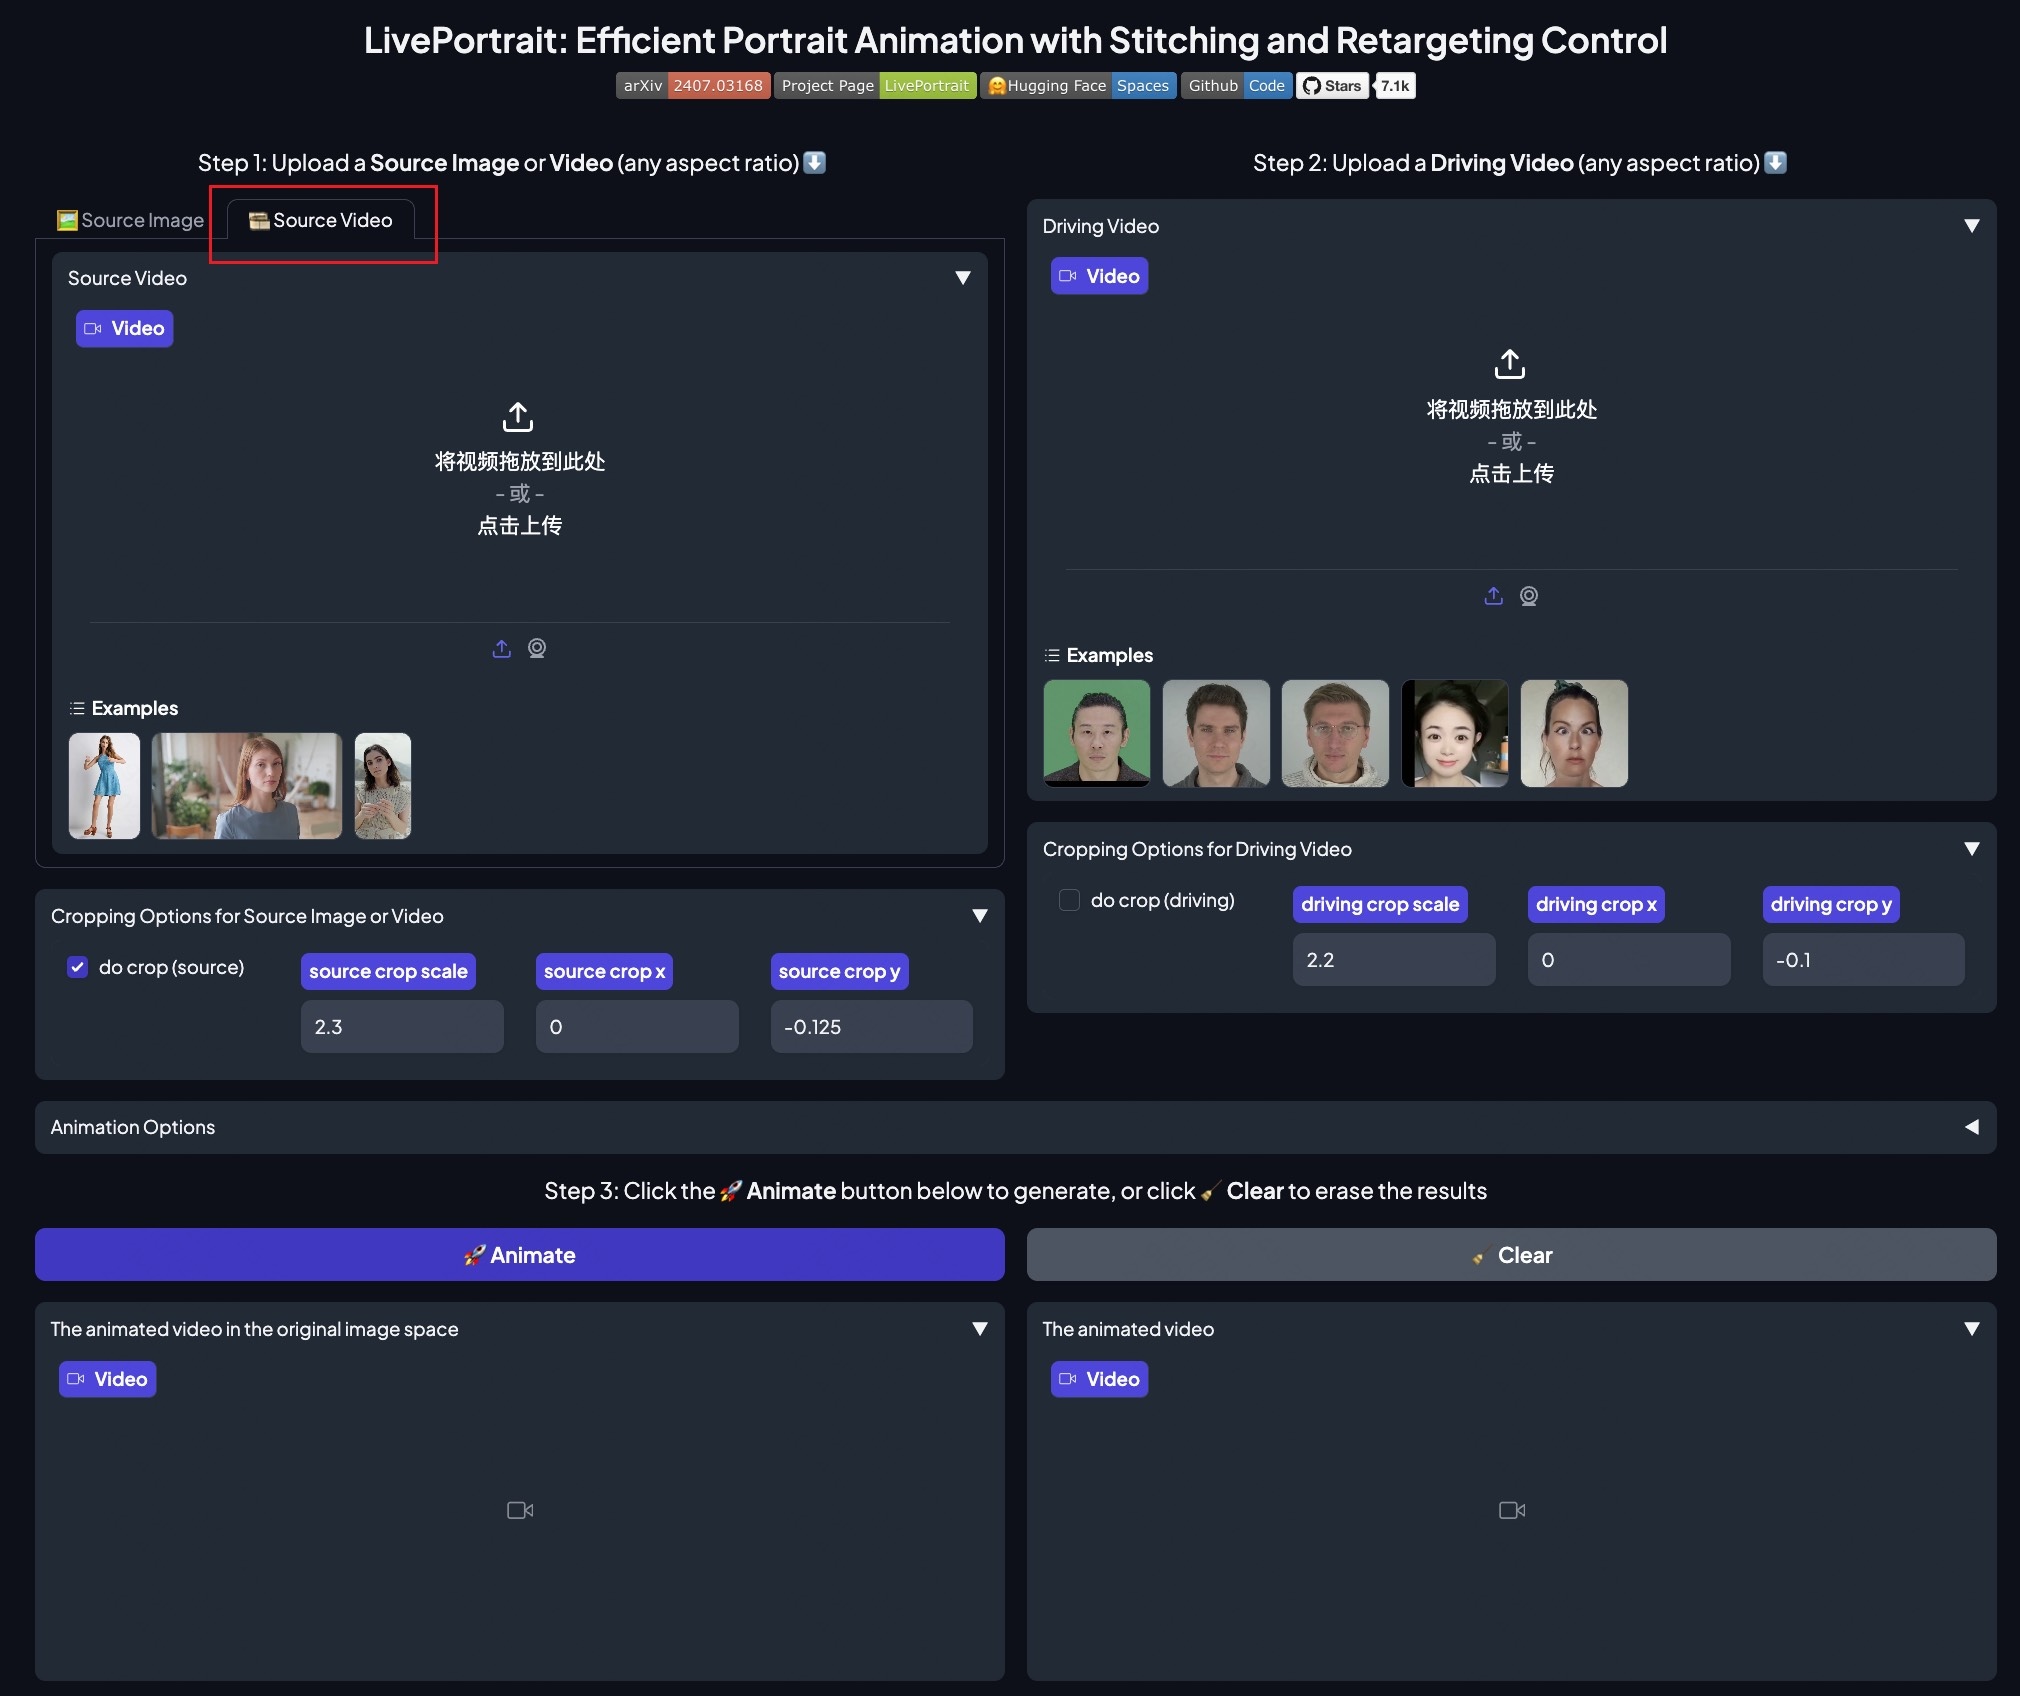 LivePortrait: Efficient Portrait Animation with Stitching and Retargeting Control
arXiv 2407.03168 Project Page LivePortrait Hugging Face Spaces Github Code Stars 7.1k
Step 1: Upload a Source Image or Video (any aspect ratio)
Source Image
Source Video
Source Video
Video
将视频拖放到此处
- 或 -
点击上传
Examples
Cropping Options for Source Image or Video
do crop (source)
source crop scale
source crop x
source crop y
2.3
0
-0.125
Step 2: Upload a Driving Video (any aspect ratio)
Driving Video
Video
将视频拖放到此处
- 或 -
点击上传
Examples
Cropping Options for Driving Video
do crop (driving)
driving crop scale
driving crop x
driving crop y
2.2
0
-0.1
Animation Options
Step 3: Click the 🚀 Animate button below to generate, or click 🧹 Clear to erase the results
Animate
Clear
The animated video in the original image space
Video
The animated video
Video